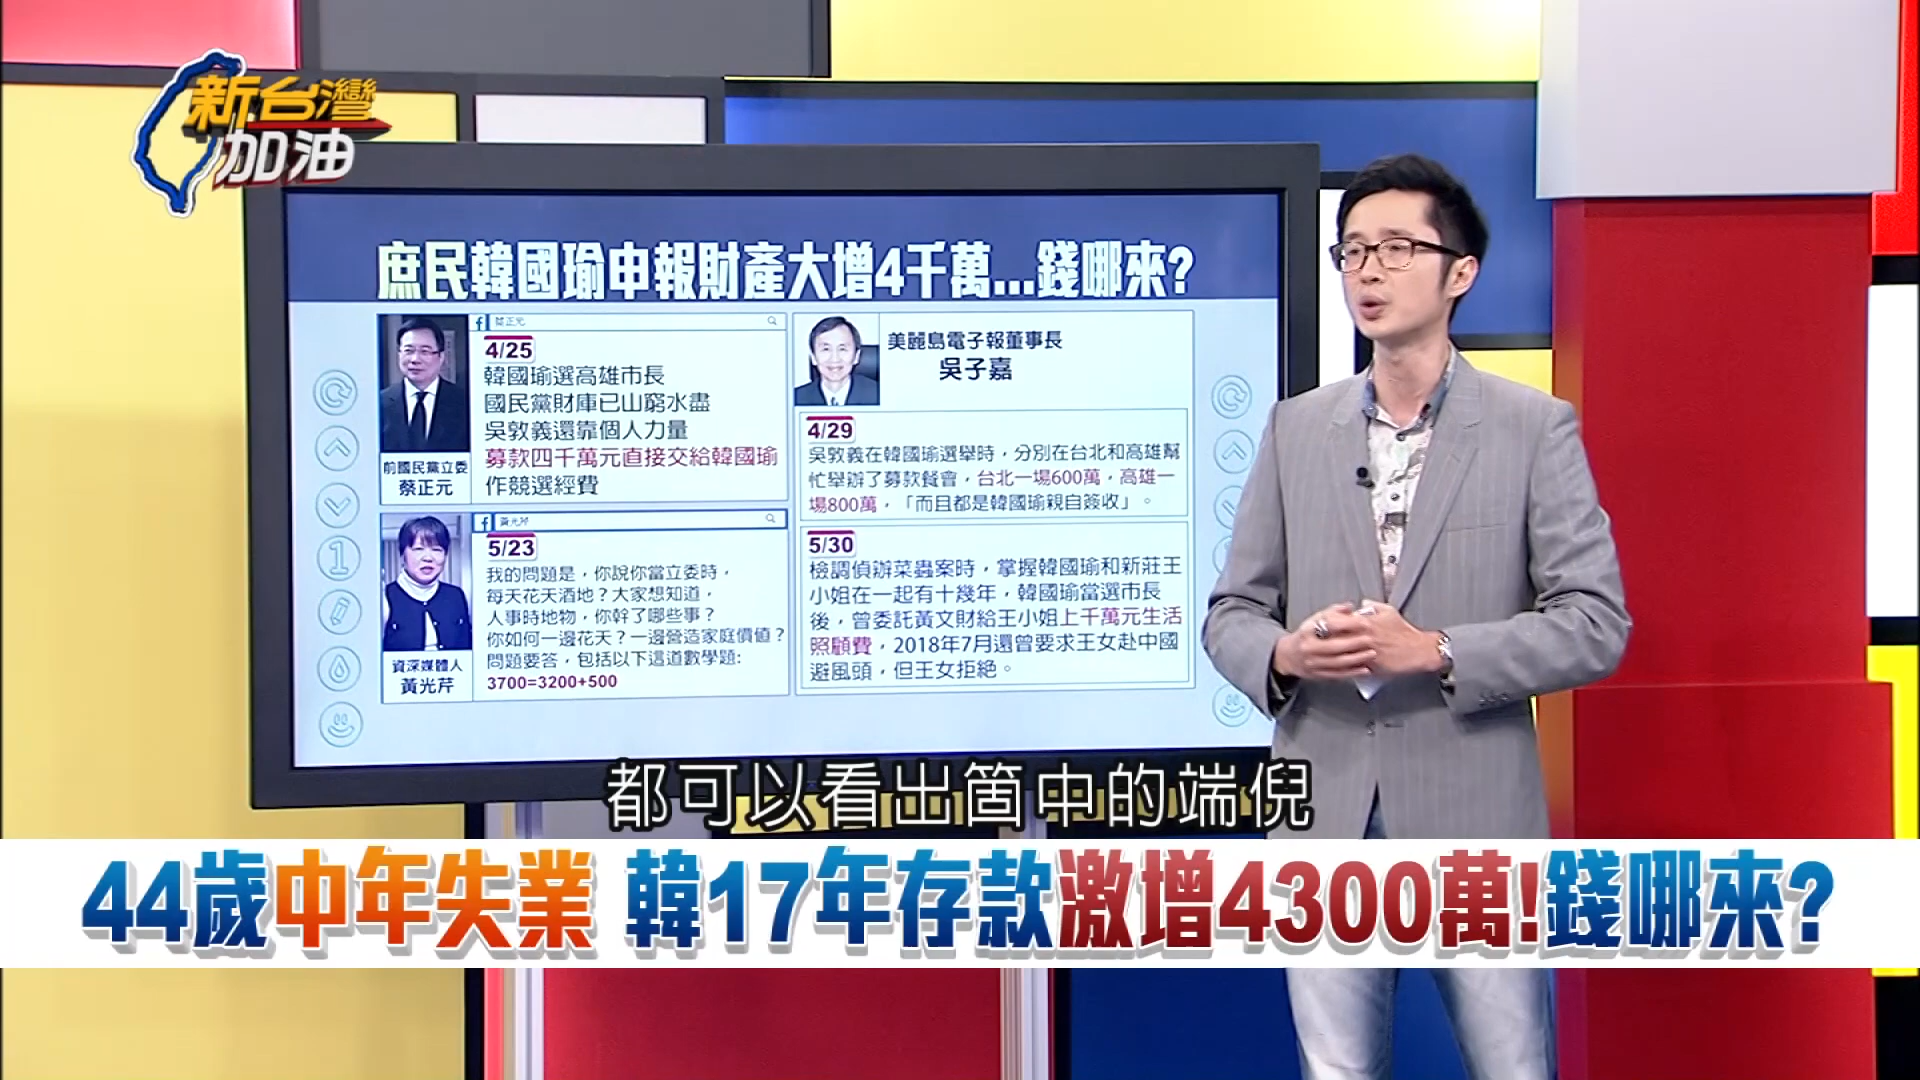 新台灣
加油
庶民韓國瑜申報財產大增4千萬...錢哪來?
蔡正元
4/25
韓國瑜選高雄市長
國民黨財庫已山窮水盡
吳敦義還靠個人力量
募款四千萬元直接交給韓國瑜
作競選經費
前國民黨立委
蔡正元
黃光芹
5/23
我的問題是，你說你當立委時，
每天花天酒地？大家想知道，
人事時地物，你幹了哪些事？
你如何一邊花天？一邊營造家庭價值？
問題要答，包括以下這道數學題:
3700=3200+500
資深媒體人
黃光芹
美麗島電子報董事長
吳子嘉
4/29
吳敦義在韓國瑜選舉時，分別在台北和高雄幫
忙舉辦了募款餐會，台北一場600萬，高雄一
場800萬，「而且都是韓國瑜親自簽收」。
5/30
檢調偵辦菜蟲案時，掌握韓國瑜和新莊王
小姐在一起有十幾年，韓國瑜當選市長
後，曾委託黃文財給王小姐上千萬元生活
照顧費，2018年7月還曾要求王女赴中國
避風頭，但王女拒絕。
都可以看出箇中的端倪
44歲中年失業 韓17年存款激增4300萬!錢哪來?